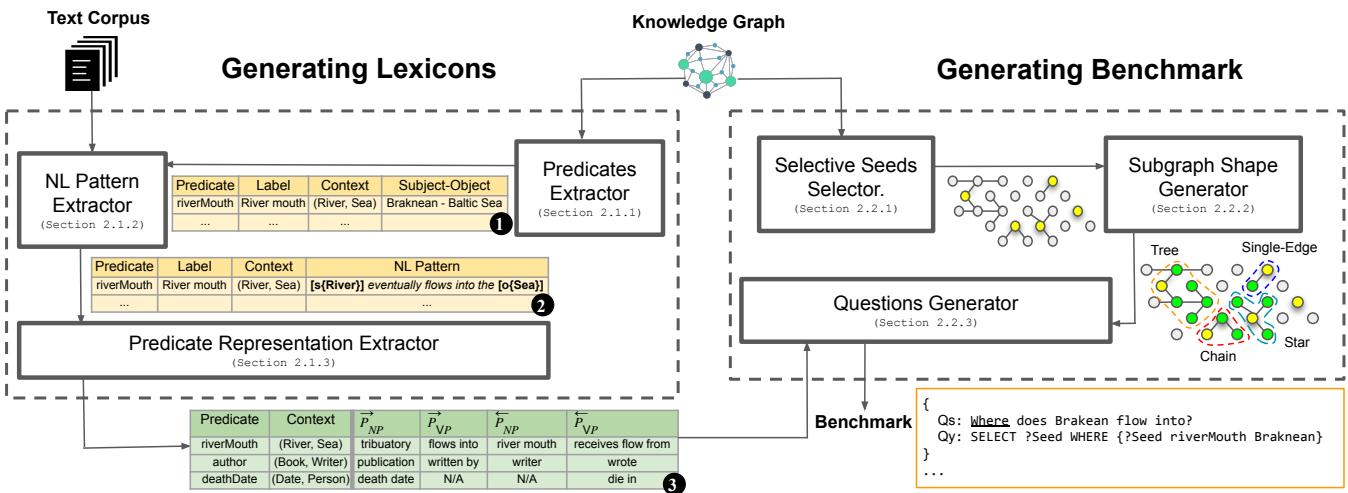 Text Corpus
Knowledge Graph
Generating Lexicons
Generating Benchmark
NL Pattern
Extractor
(Section 2.1.2)
Predicates
Extractor
(Section 2.1.1)
Predicate Label Context Subject-Object
riverMouth River mouth (River, Sea) Braknean - Baltic Sea
... ... ...
1
Predicate Label Context NL Pattern
riverMouth River mouth (River, Sea) [s{River}] eventually flows into the [o{Sea}]
... ...
2
Predicate Representation Extractor
(Section 2.1.3)
Predicate Context P⃗NP P⃗VP P⃖NP P⃖VP
riverMouth (River, Sea) tribuatory flows into river mouth receives flow from
author (Book, Writer) publication written by writer wrote
deathDate (Date, Person) death date N/A N/A die in
3
Selective Seeds
Selector.
(Section 2.2.1)
Subgraph Shape
Generator
(Section 2.2.2)
Tree
Single-Edge
Chain
Star
Questions Generator
(Section 2.2.3)
Benchmark
{
Qs: Where does Brakean flow into?
Qy: SELECT ?Seed WHERE {?Seed riverMouth Braknean}
}
...